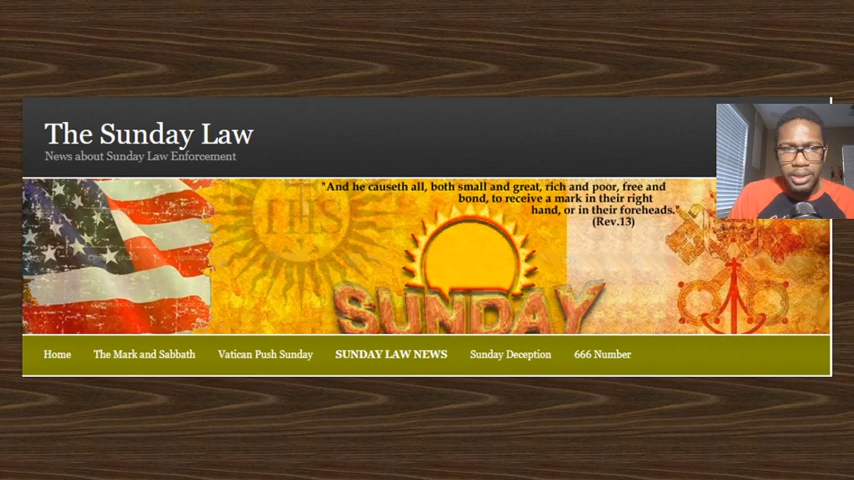 The Sunday Law
News about Sunday Law Enforcement
"And he causeth all, both small and great, rich and poor, free and
bond, to receive a mark in their right
hand, or in their foreheads."
(Rev.13)
IHS
SUNDAY
Home The Mark and Sabbath Vatican Push Sunday SUNDAY LAW NEWS Sunday Deception 666 Number